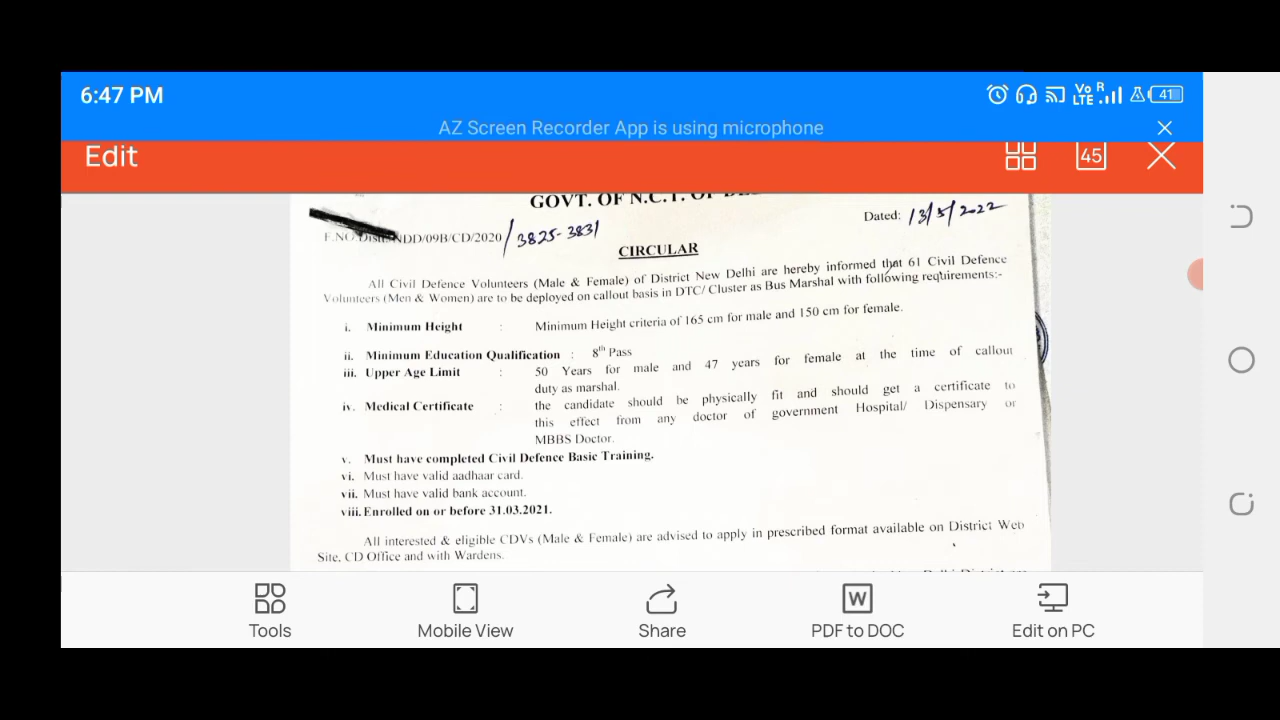 6:47 PM
Vo LTE R 41
AZ Screen Recorder App is using microphone
Edit
45
GOVT. OF N.C.T. OF
Dated: 13/5/2022
F.NO.Distt. NDD/09B/CD/2020/3825-3831
CIRCULAR
All Civil Defence Volunteers (Male & Female) of District New Delhi are hereby informed that 61 Civil Defence
Volunteers (Men & Women) are to be deployed on callout basis in DTC/ Cluster as Bus Marshal with following requirements:-
i. Minimum Height : Minimum Height criteria of 165 cm for male and 150 cm for female.
ii. Minimum Education Qualification : 8th Pass
iii. Upper Age Limit : 50 Years for male and 47 years for female at the time of callout
duty as marshal.
iv. Medical Certificate : the candidate should be physically fit and should get a certificate to
this effect from any doctor of government Hospital/ Dispensary or
MBBS Doctor.
v. Must have completed Civil Defence Basic Training.
vi. Must have valid aadhaar card.
vii. Must have valid bank account.
viii. Enrolled on or before 31.03.2021.
All interested & eligible CDVs (Male & Female) are advised to apply in prescribed format available on District Web
Site, CD Office and with Wardens.
Tools
Mobile View
Share
W
PDF to DOC
Edit on PC